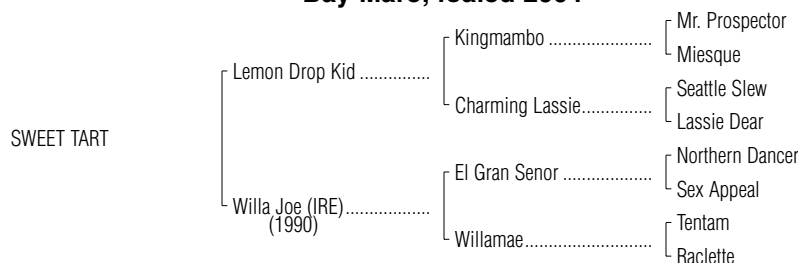 Bay Mare, foaled
Mr. Prospector
Kingmambo ......................
Miesque
Lemon Drop Kid ...............
Seattle Slew
Charming Lassie...............
Lassie Dear
SWEET TART
Northern Dancer
El Gran Senor ...................
Sex Appeal
Willa Joe (IRE)..................
(1990)
Tentam
Willamae...........................
Raclette